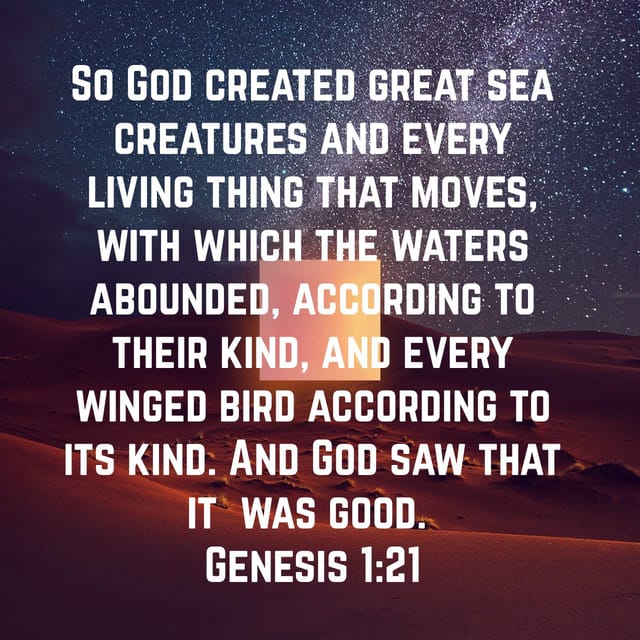 So God created great sea
creatures and every
living thing that moves,
with which the waters
abounded, according to
their kind, and every
winged bird according to
its kind. And God saw that
it  was good.
Genesis 1:21